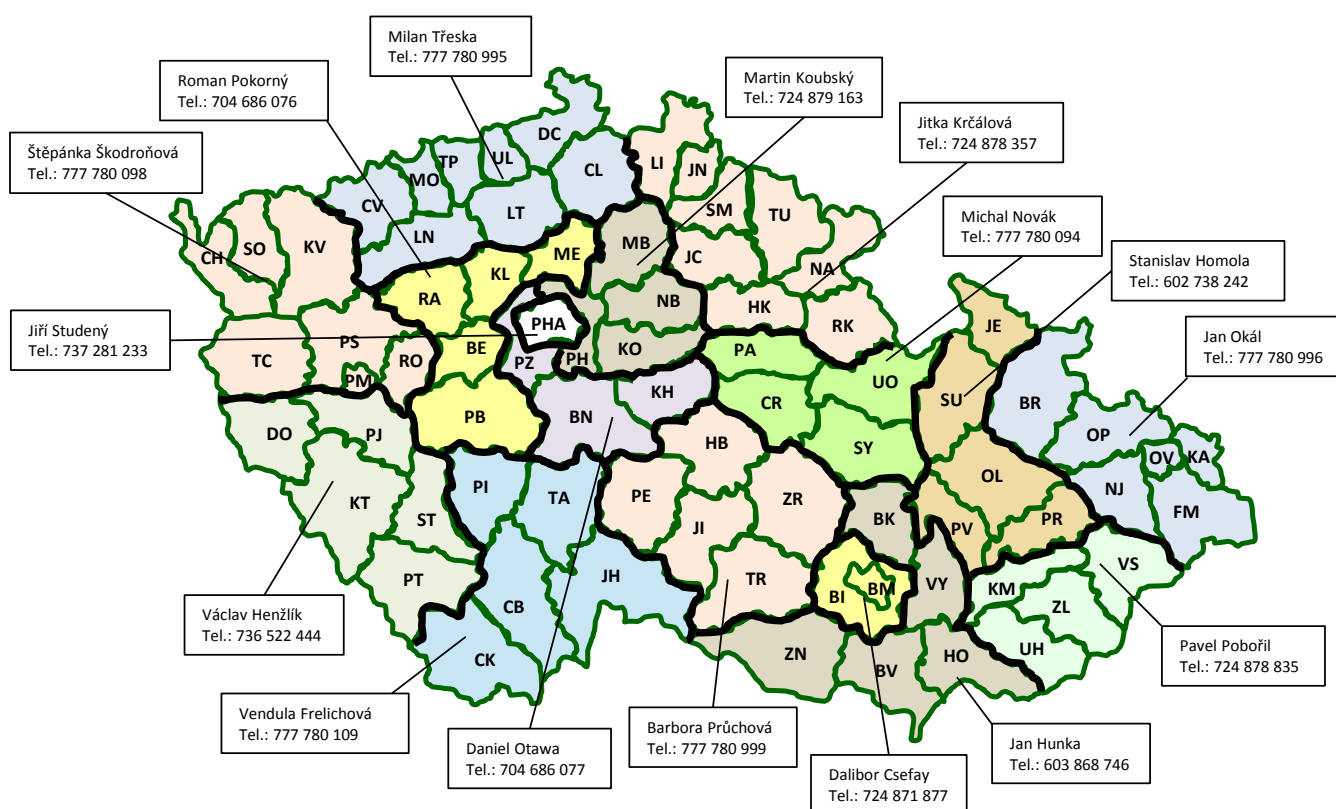 Milan Třeska
Tel.: 777 780 995
Roman Pokorný
Tel.: 704 686 076
Martin Koubský
Tel.: 724 879 163
Jitka Krčálová
Tel.: 724 878 357
Štěpánka Škodroňová
Tel.: 777 780 098
Michal Novák
Tel.: 777 780 094
Stanislav Homola
Tel.: 602 738 242
Jiří Studený
Tel.: 737 281 233
Jan Okál
Tel.: 777 780 996
Václav Henžlík
Tel.: 736 522 444
Pavel Pobořil
Tel.: 724 878 835
Vendula Frelichová
Tel.: 777 780 109
Daniel Otawa
Tel.: 704 686 077
Barbora Průchová
Tel.: 777 780 999
Dalibor Csefay
Tel.: 724 871 877
Jan Hunka
Tel.: 603 868 746
DC
UL
TP
MO
CL
CV
LT
LN
LI
JN
SM
TU
SO
KV
CH
MB
JC
NA
ME
KL
RA
NB
HK
RK
PHA
JE
PS
RO
BE
PZ
PH
KO
PA
TC
PM
UO
KH
CR
SU
BR
PB
BN
DO
PJ
HB
SY
OP
OV
KA
OL
NJ
FM
PI
TA
PE
ZR
KT
ST
JI
BK
PV
PR
PT
JH
TR
BI
BM
VY
VS
KM
ZL
CB
CK
ZN
BV
HO
UH